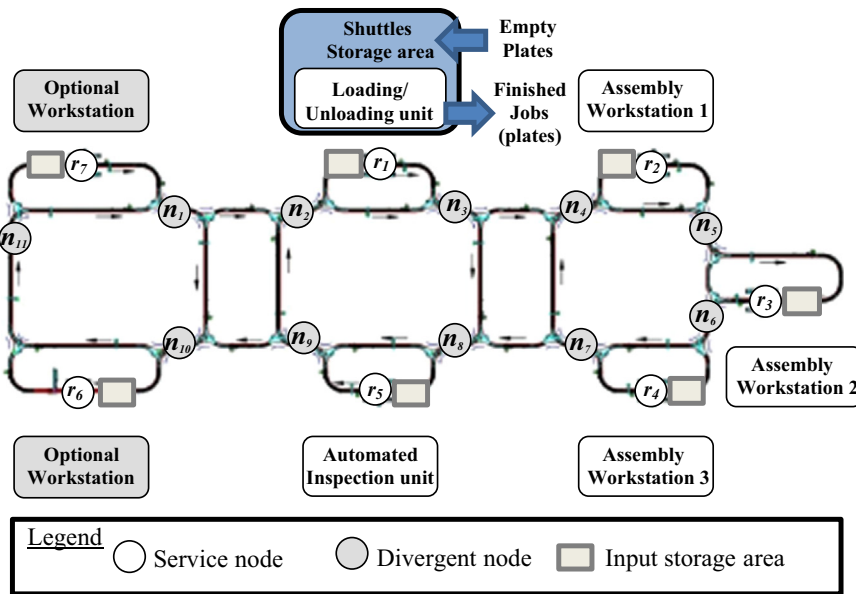 Shuttles
Storage area
Empty
Plates
Loading/
Unloading unit
Finished
Jobs
(plates)
Optional
Workstation
Assembly
Workstation 1
r7
r1
r2
n1
n2
n3
n4
n5
n11
r3
n6
n10
n9
n8
n7
r6
r5
r4
Assembly
Workstation 2
Optional
Workstation
Automated
Inspection unit
Assembly
Workstation 3
Legend
Service node
Divergent node
Input storage area